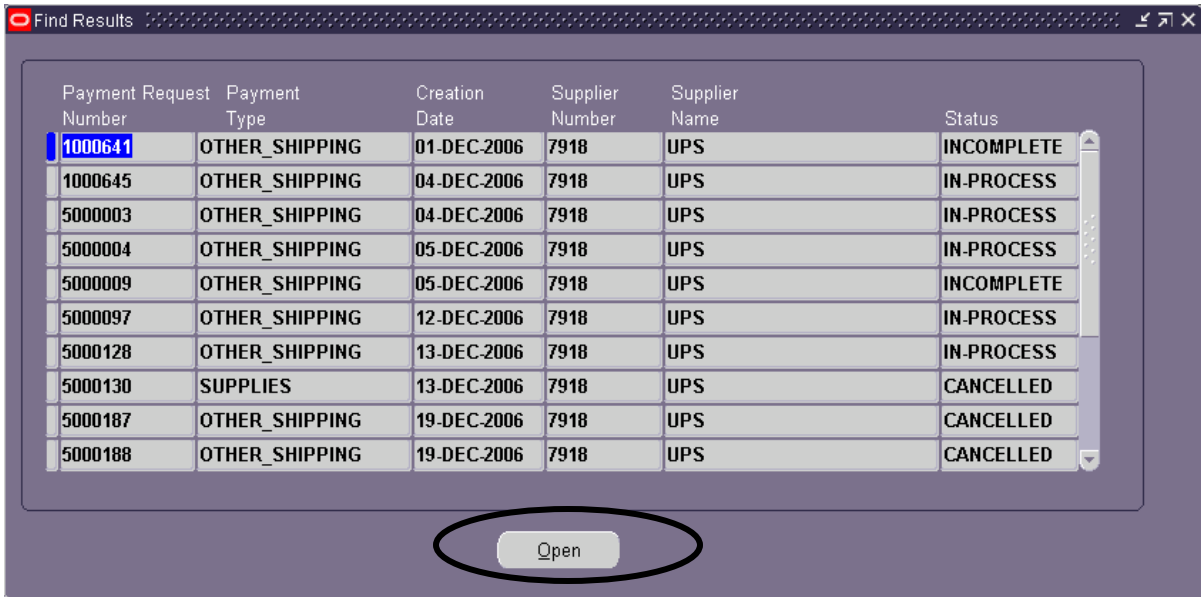 Find Results
Payment Request Payment Creation Supplier Supplier
Number Type Date Number Name Status
1000641 OTHER_SHIPPING 01-DEC-2006 7918 UPS INCOMPLETE
1000645 OTHER_SHIPPING 04-DEC-2006 7918 UPS IN-PROCESS
5000003 OTHER_SHIPPING 04-DEC-2006 7918 UPS IN-PROCESS
5000004 OTHER_SHIPPING 05-DEC-2006 7918 UPS IN-PROCESS
5000009 OTHER_SHIPPING 05-DEC-2006 7918 UPS INCOMPLETE
5000097 OTHER_SHIPPING 12-DEC-2006 7918 UPS IN-PROCESS
5000128 OTHER_SHIPPING 13-DEC-2006 7918 UPS IN-PROCESS
5000130 SUPPLIES 13-DEC-2006 7918 UPS CANCELLED
5000187 OTHER_SHIPPING 19-DEC-2006 7918 UPS CANCELLED
5000188 OTHER_SHIPPING 19-DEC-2006 7918 UPS CANCELLED
Open